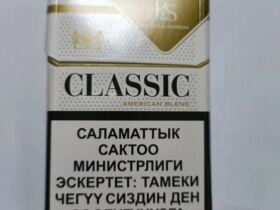 CLASSIC
AMERICAN BLEND
САЛАМАТТЫК
САКТОО
МИНИСТРЛИГИ
ЭСКЕРТЕТ: ТАМЕКИ
ЧЕГҮҮ СИЗДИН ДЕН